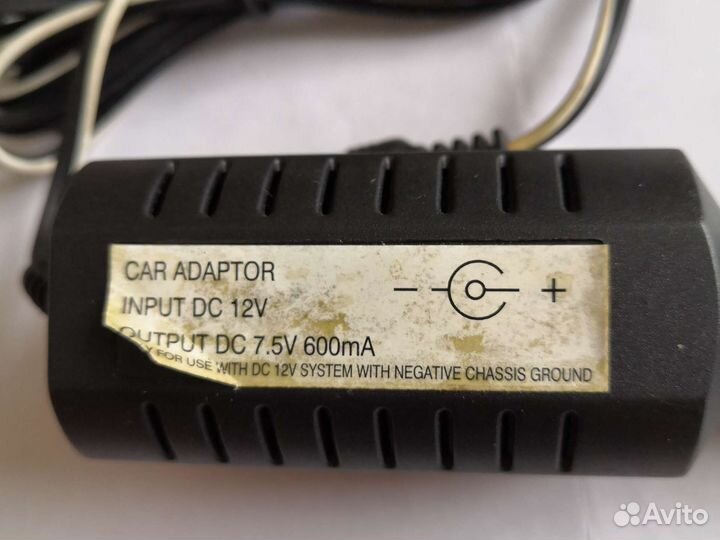 CAR ADAPTOR
INPUT DC 12V
- +
OUTPUT DC 7.5V 600mA
FOR USE WITH DC 12V SYSTEM WITH NEGATIVE CHASSIS GROUND
Avito